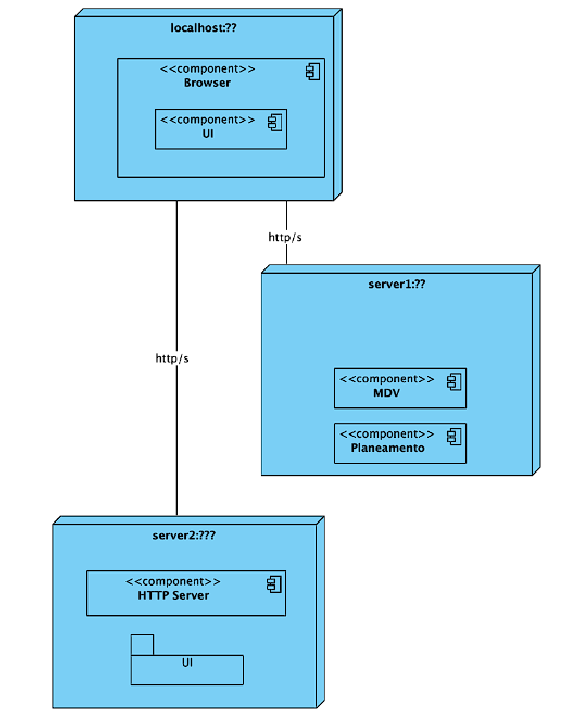 localhost:??
<<component>>
Browser
<<component>>
UI
http/s
server1:??
http/s
<<component>>
MDV
<<component>>
Planeamento
server2:???
<<component>>
HTTP Server
UI